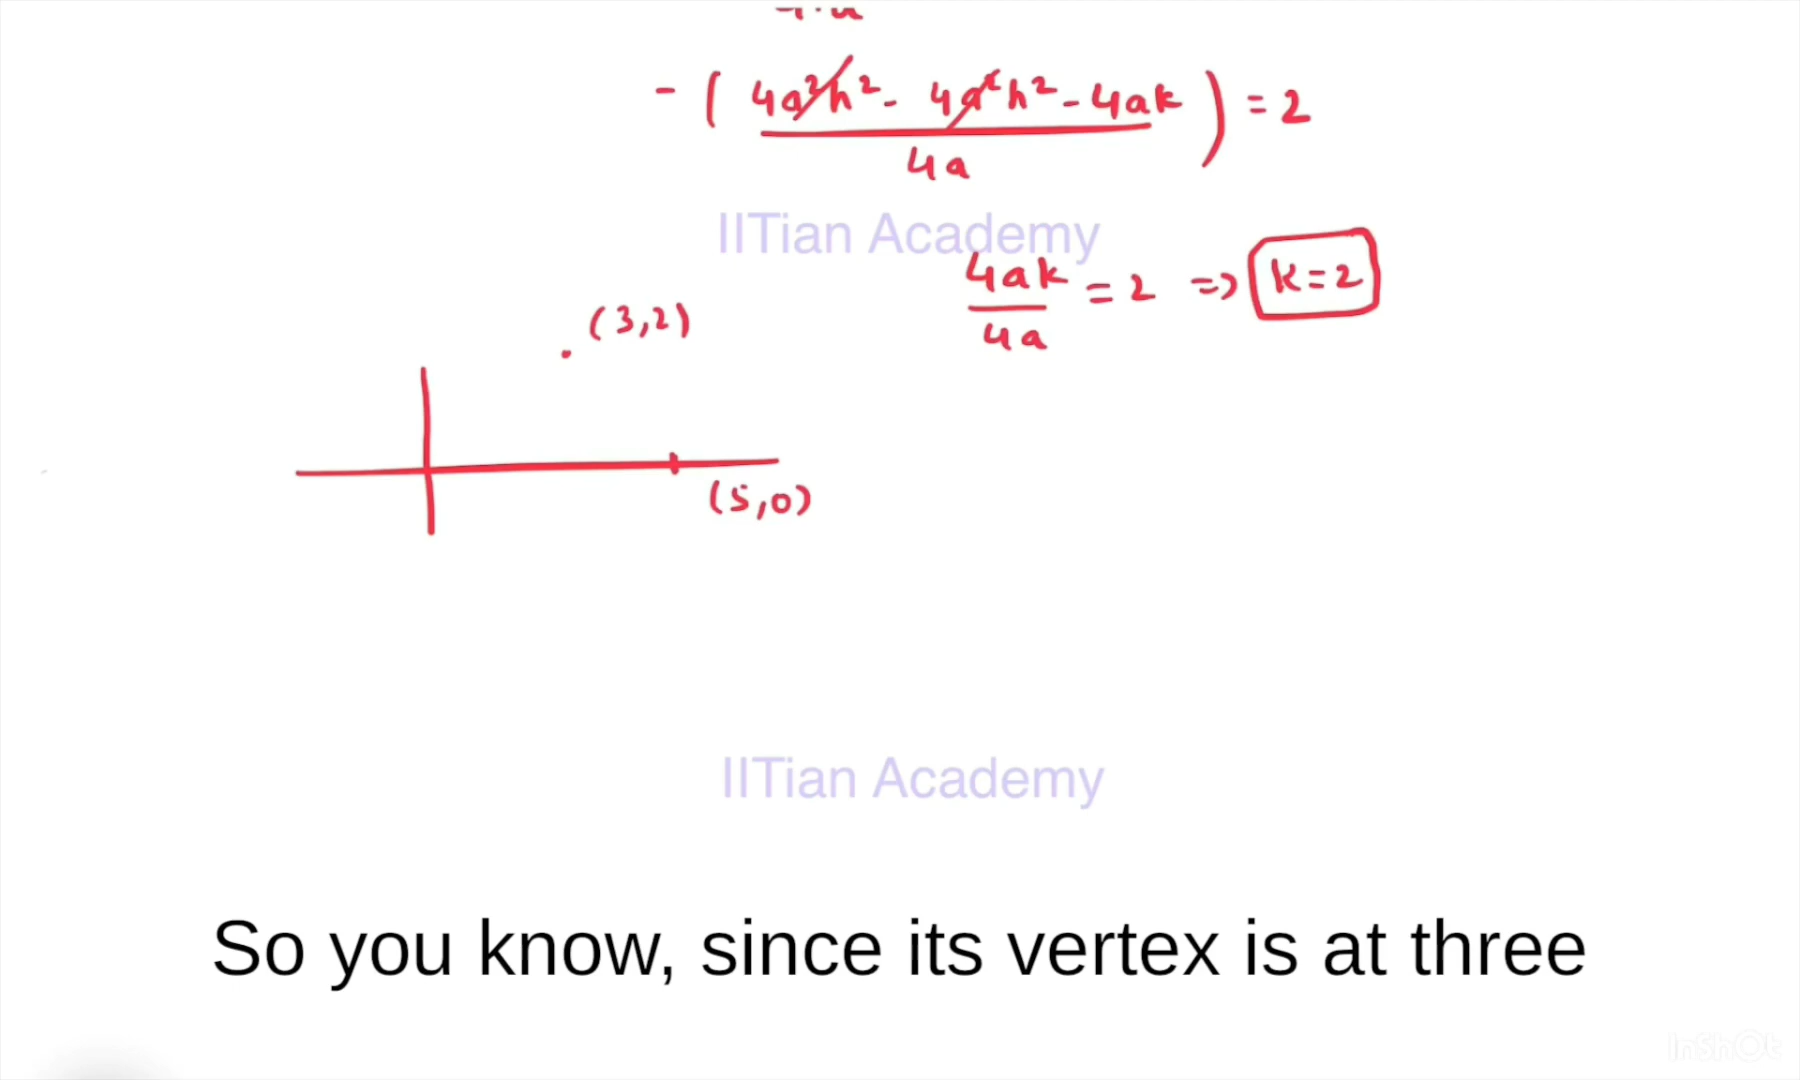 - ( 4a²h² - 4a²h² - 4ak ) = 2
4a
IITian Academy
4ak = 2 => k=2
4a
(3,2)
(5,0)
IITian Academy
So you know, since its vertex is at three
InShOt